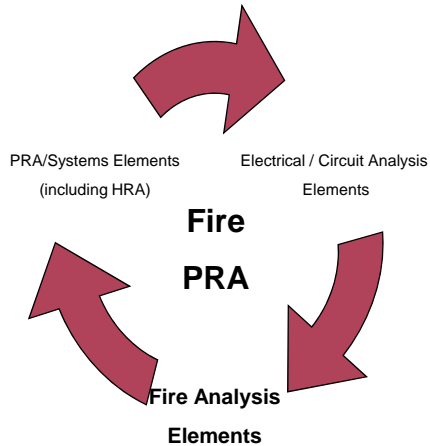 PRA/Systems Elements
(including HRA)
Electrical / Circuit Analysis
Elements
Fire
PRA
Fire Analysis
Elements